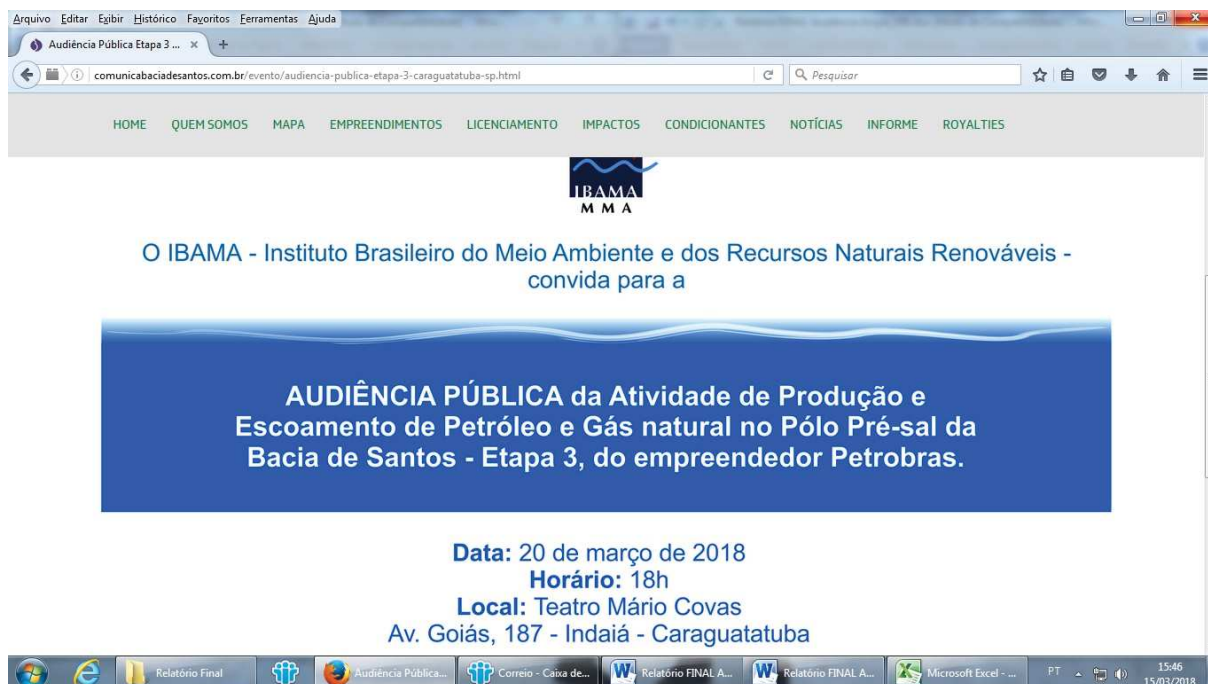 Arquivo Editar Exibir Histórico Favoritos Ferramentas Ajuda
Audiência Pública Etapa 3 ...
comunicabaciadesantos.com.br/evento/audiencia-publica-etapa-3-caraguatatuba-sp.html
Pesquisar
HOME QUEM SOMOS MAPA EMPREENDIMENTOS LICENCIAMENTO IMPACTOS CONDICIONANTES NOTÍCIAS INFORME ROYALTIES
IBAMA
M M A
O IBAMA - Instituto Brasileiro do Meio Ambiente e dos Recursos Naturais Renováveis -
convida para a
AUDIÊNCIA PÚBLICA da Atividade de Produção e
Escoamento de Petróleo e Gás natural no Pólo Pré-sal da
Bacia de Santos - Etapa 3, do empreendedor Petrobras.
Data: 20 de março de 2018
Horário: 18h
Local: Teatro Mário Covas
Av. Goiás, 187 - Indaiá - Caraguatatuba
Relatório Final Audiência Pública... Correio - Caixa de... Relatório FINAL A... Relatório FINAL A... Microsoft Excel - ... PT 15:46
15/03/2018